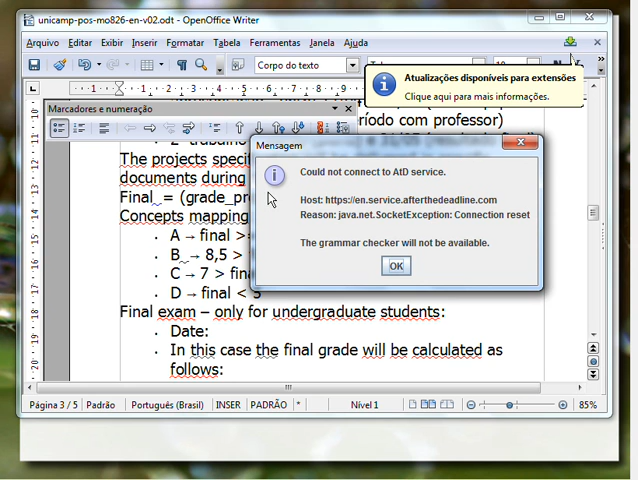 unicamp-pos-mo826-en-v02.odt - OpenOffice Writer
Arquivo Editar Exibir Inserir Formatar Tabela Ferramentas Janela Ajuda
Corpo do texto
Atualizações disponíveis para extensões
Clique aqui para mais informações.
Marcadores e numeração
ríodo com professor)
Mensagem
Could not connect to AtD service.
Host: https://en.service.afterthedeadline.com
Reason: java.net.SocketException: Connection reset
The grammar checker will not be available.
OK
The projects speci
documents during
Final = (grade_pr
Concepts mapping
A → final >=
B → 8,5 >
C → 7 > fina
D → final < 5
Final exam – only for undergraduate students:
Date:
In this case the final grade will be calculated as
follows:
Página 3 / 5 Padrão Português (Brasil) INSER PADRÃO * Nível 1 85%